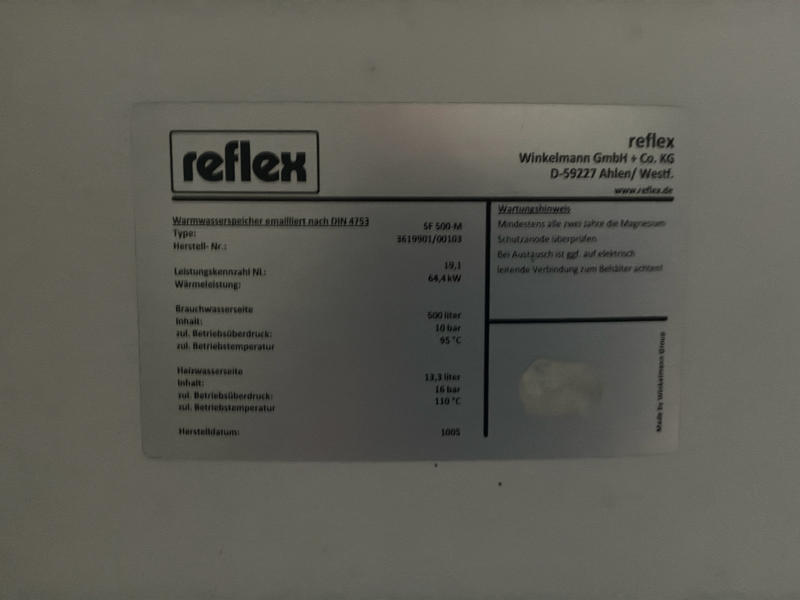 reflex
reflex
Winkelmann GmbH + Co. KG
D-59227 Ahlen/ Westf.
www.reflex.de
Warmwasserspeicher emailliert nach DIN 4753
Type: SF 500-M
Herstell- Nr.: 3619901/00103
Leistungskennzahl NL: 19,1
Wärmeleistung: 64,4 kW
Brauchwasserseite
Inhalt: 500 liter
zul. Betriebsüberdruck: 10 bar
zul. Betriebstemperatur 95 °C
Heizwasserseite
Inhalt: 13,3 liter
zul. Betriebsüberdruck: 16 bar
zul. Betriebstemperatur 110 °C
Herstelldatum: 1005
Wartungshinweis
Mindestens alle zwei Jahre die Magnesium
Schutzanode überprüfen
Bei Austausch ist ggf. auf elektrisch
leitende Verbindung zum Behälter achten!
Made by Winkelmann Group